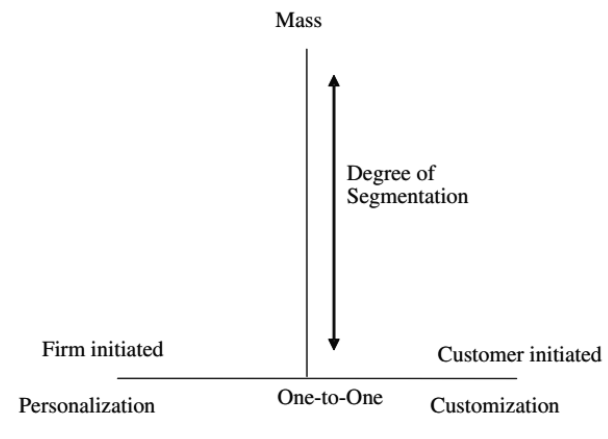 Mass
Degree of
Segmentation
Firm initiated
Customer initiated
Personalization
One-to-One
Customization